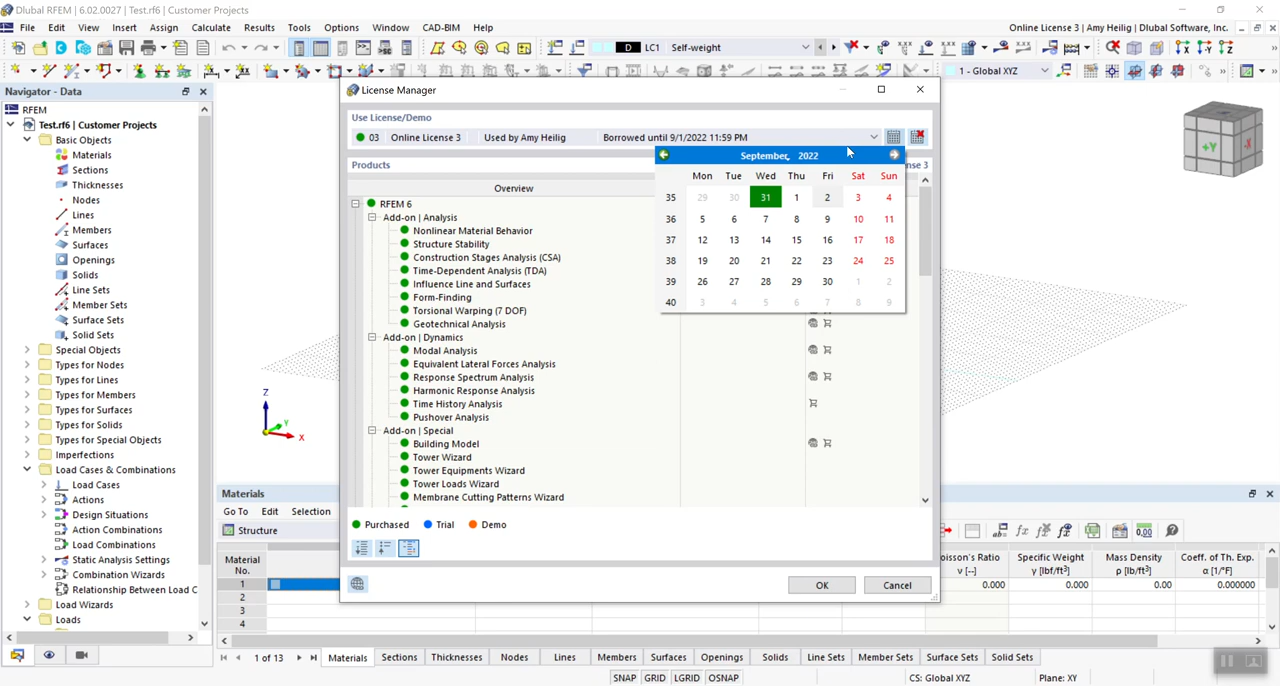 Dlubal RFEM | 6.02.0027 | Test.rf6 | Customer Projects
File Edit View Insert Assign Calculate Results Tools Options Window CAD-BIM Help
Online License 3 | Amy Heilig | Dlubal Software, Inc.
D LC1 Self-weight
1 - Global XYZ
Navigator - Data
RFEM
Test.rf6 | Customer Projects
Basic Objects
Materials
Sections
Thicknesses
Nodes
Lines
Members
Surfaces
Openings
Solids
Line Sets
Member Sets
Surface Sets
Solid Sets
Special Objects
Types for Nodes
Types for Lines
Types for Members
Types for Surfaces
Types for Solids
Types for Special Objects
Imperfections
Load Cases & Combinations
Load Cases
Actions
Design Situations
Action Combinations
Load Combinations
Static Analysis Settings
Combination Wizards
Relationship Between Load C
Load Wizards
Loads
License Manager
Use License/Demo
03 Online License 3 Used by Amy Heilig Borrowed until 9/1/2022 11:59 PM
Products
nse 3
Overview
RFEM 6
Add-on | Analysis
Nonlinear Material Behavior
Structure Stability
Construction Stages Analysis (CSA)
Time-Dependent Analysis (TDA)
Influence Line and Surfaces
Form-Finding
Torsional Warping (7 DOF)
Geotechnical Analysis
Add-on | Dynamics
Modal Analysis
Equivalent Lateral Forces Analysis
Response Spectrum Analysis
Harmonic Response Analysis
Time History Analysis
Pushover Analysis
Add-on | Special
Building Model
Tower Wizard
Tower Equipments Wizard
Tower Loads Wizard
Membrane Cutting Patterns Wizard
Purchased Trial Demo
OK Cancel
September, 2022
Mon Tue Wed Thu Fri Sat Sun
35 29 30 31 1 2 3 4
36 5 6 7 8 9 10 11
37 12 13 14 15 16 17 18
38 19 20 21 22 23 24 25
39 26 27 28 29 30 1 2
40 3 4 5 6 7 8 9
+Y -X
Z
Y
X
Materials
Go To Edit Selection
Structure
Material
No.
1
2
3
4
oisson's Ratio
ν [--]
Specific Weight
γ [lbf/ft³]
Mass Density
ρ [lb/ft³]
Coeff. of Th. Exp.
α [1/°F]
0.000 0.000 0.00 0.000000
1 of 13
Materials Sections Thicknesses Nodes Lines Members Surfaces Openings Solids Line Sets Member Sets Surface Sets Solid Sets
SNAP GRID LGRID OSNAP CS: Global XYZ Plane: XY